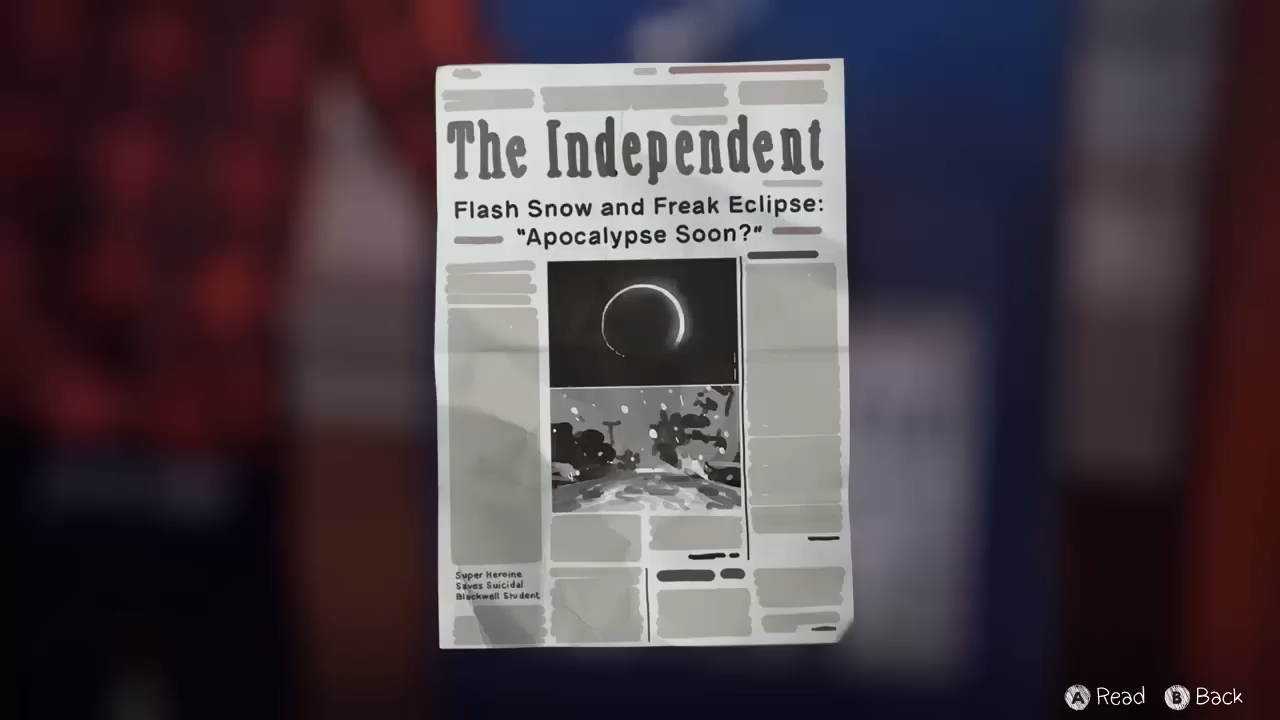 The Independent
Flash Snow and Freak Eclipse:
"Apocalypse Soon?"
Super Heroine
Saves Suicidal
Blackwell Student
A Read B Back